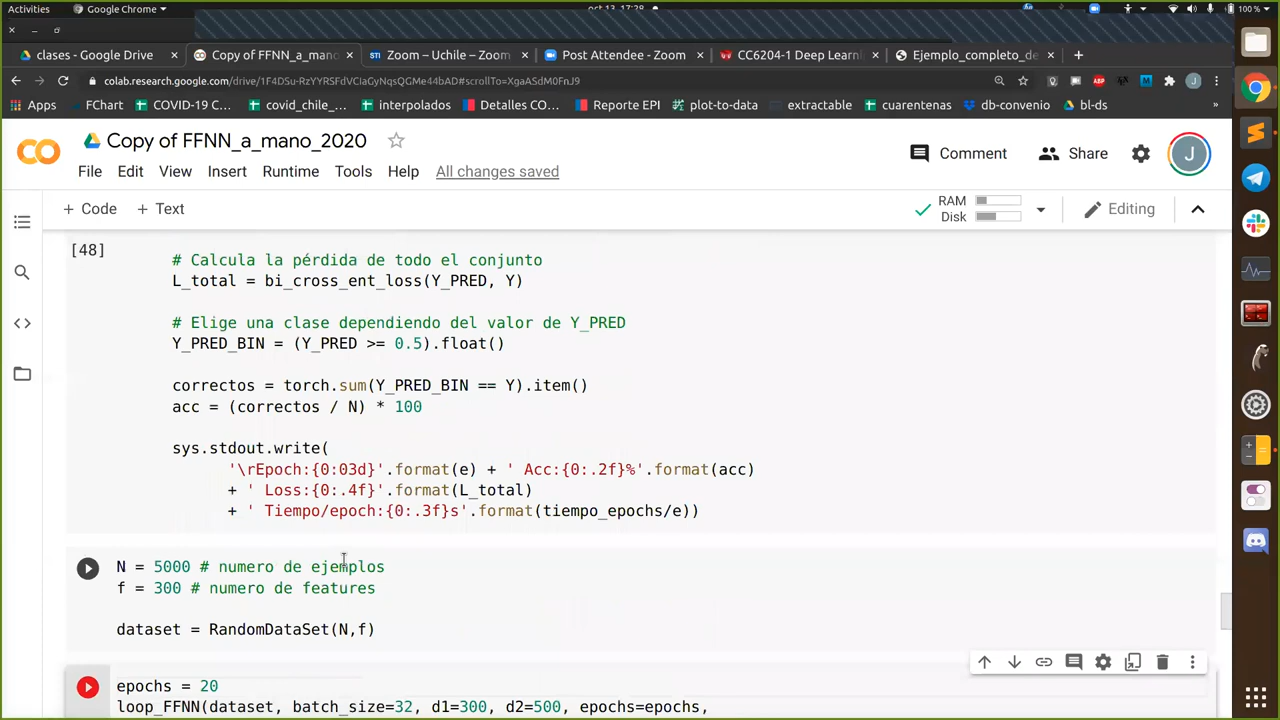 Activities Google Chrome oct 13, 17:28 100 %
clases - Google Drive Copy of FFNN_a_mano_2020 Zoom – Uchile – Zoom Post Attendee - Zoom CC6204-1 Deep Learni Ejemplo_completo_de
colab.research.google.com/drive/1F4DSu-RzYYRSFdVCIaGyNqsQGMe44bAD#scrollTo=XgaASdM0FnJ9
Apps FChart COVID-19 C... covid_chile_... interpolados Detalles CO... Reporte EPI plot-to-data extractable cuarentenas db-convenio bl-ds »
CO Copy of FFNN_a_mano_2020 Comment Share J
File Edit View Insert Runtime Tools Help All changes saved
+ Code + Text RAM Disk Editing
[48]
# Calcula la pérdida de todo el conjunto
L_total = bi_cross_ent_loss(Y_PRED, Y)
# Elige una clase dependiendo del valor de Y_PRED
Y_PRED_BIN = (Y_PRED >= 0.5).float()
correctos = torch.sum(Y_PRED_BIN == Y).item()
acc = (correctos / N) * 100
sys.stdout.write(
'\rEpoch:{0:03d}'.format(e) + ' Acc:{0:.2f}%'.format(acc)
+ ' Loss:{0:.4f}'.format(L_total)
+ ' Tiempo/epoch:{0:.3f}s'.format(tiempo_epochs/e))
N = 5000 # numero de ejemplos
f = 300 # numero de features
dataset = RandomDataSet(N,f)
epochs = 20
loop_FFNN(dataset, batch_size=32, d1=300, d2=500, epochs=epochs,